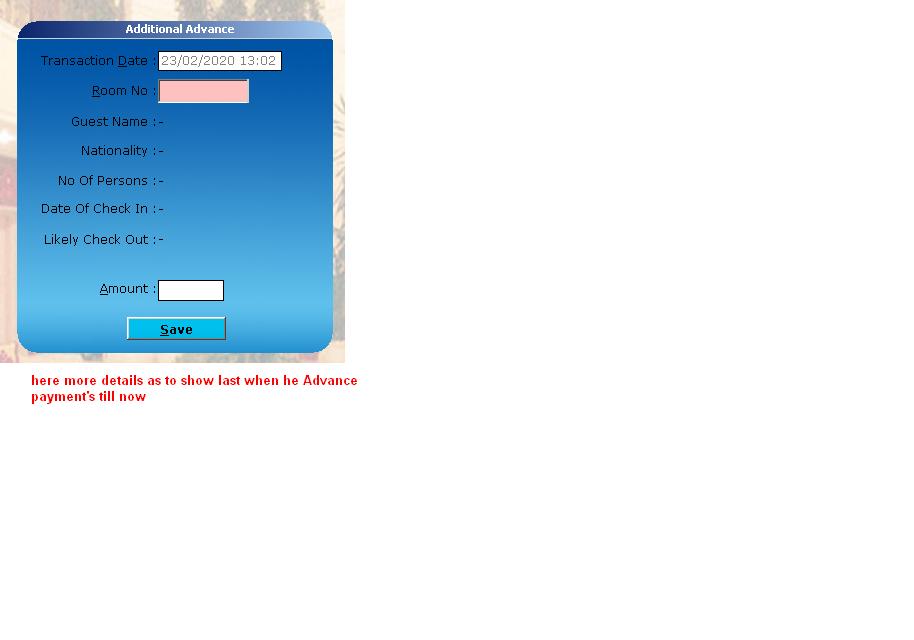 Additional Advance
Transaction Date : 23/02/2020 13:02
Room No :
Guest Name : -
Nationality : -
No Of Persons : -
Date Of Check In : -
Likely Check Out : -
Amount :
Save
here more details as to show last when he Advance
payment's till now